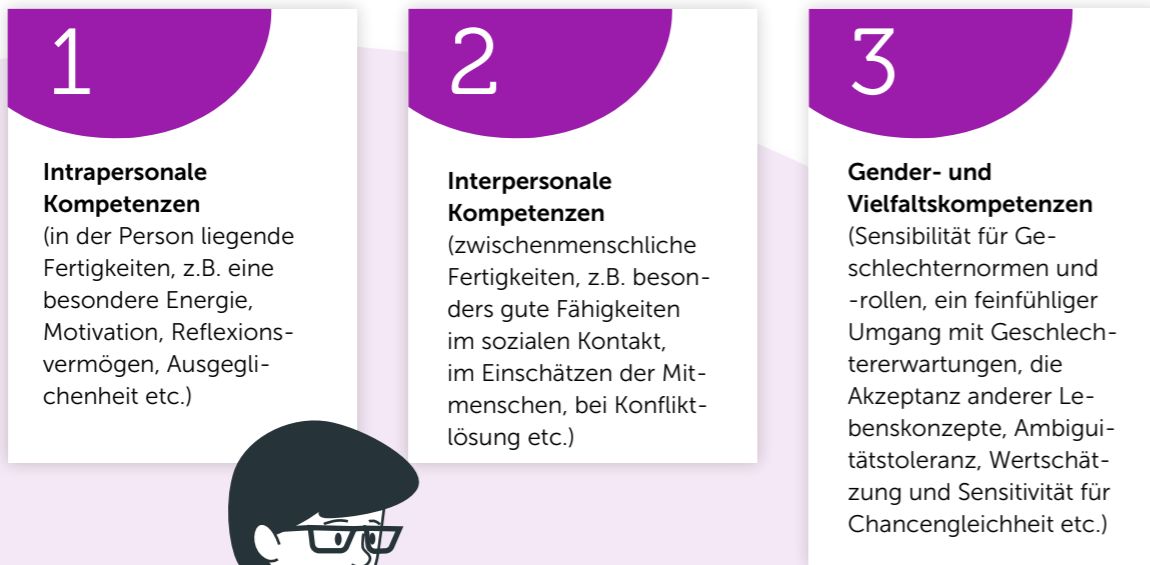 1
Intrapersonale
Kompetenzen
(in der Person liegende
Fertigkeiten, z.B. eine
besondere Energie,
Motivation, Reflexions-
vermögen, Ausgegli-
chenheit etc.)
2
Interpersonale
Kompetenzen
(zwischenmenschliche
Fertigkeiten, z.B. beson-
ders gute Fähigkeiten
im sozialen Kontakt,
im Einschätzen der Mit-
menschen, bei Konflikt-
lösung etc.)
3
Gender- und
Vielfaltskompetenzen
(Sensibilität für Ge-
schlechternormen und
-rollen, ein feinfühliger
Umgang mit Geschlech-
tererwartungen, die
Akzeptanz anderer Le-
benskonzepte, Ambigui-
tätstoleranz, Wertschät-
zung und Sensitivität für
Chancengleichheit etc.)